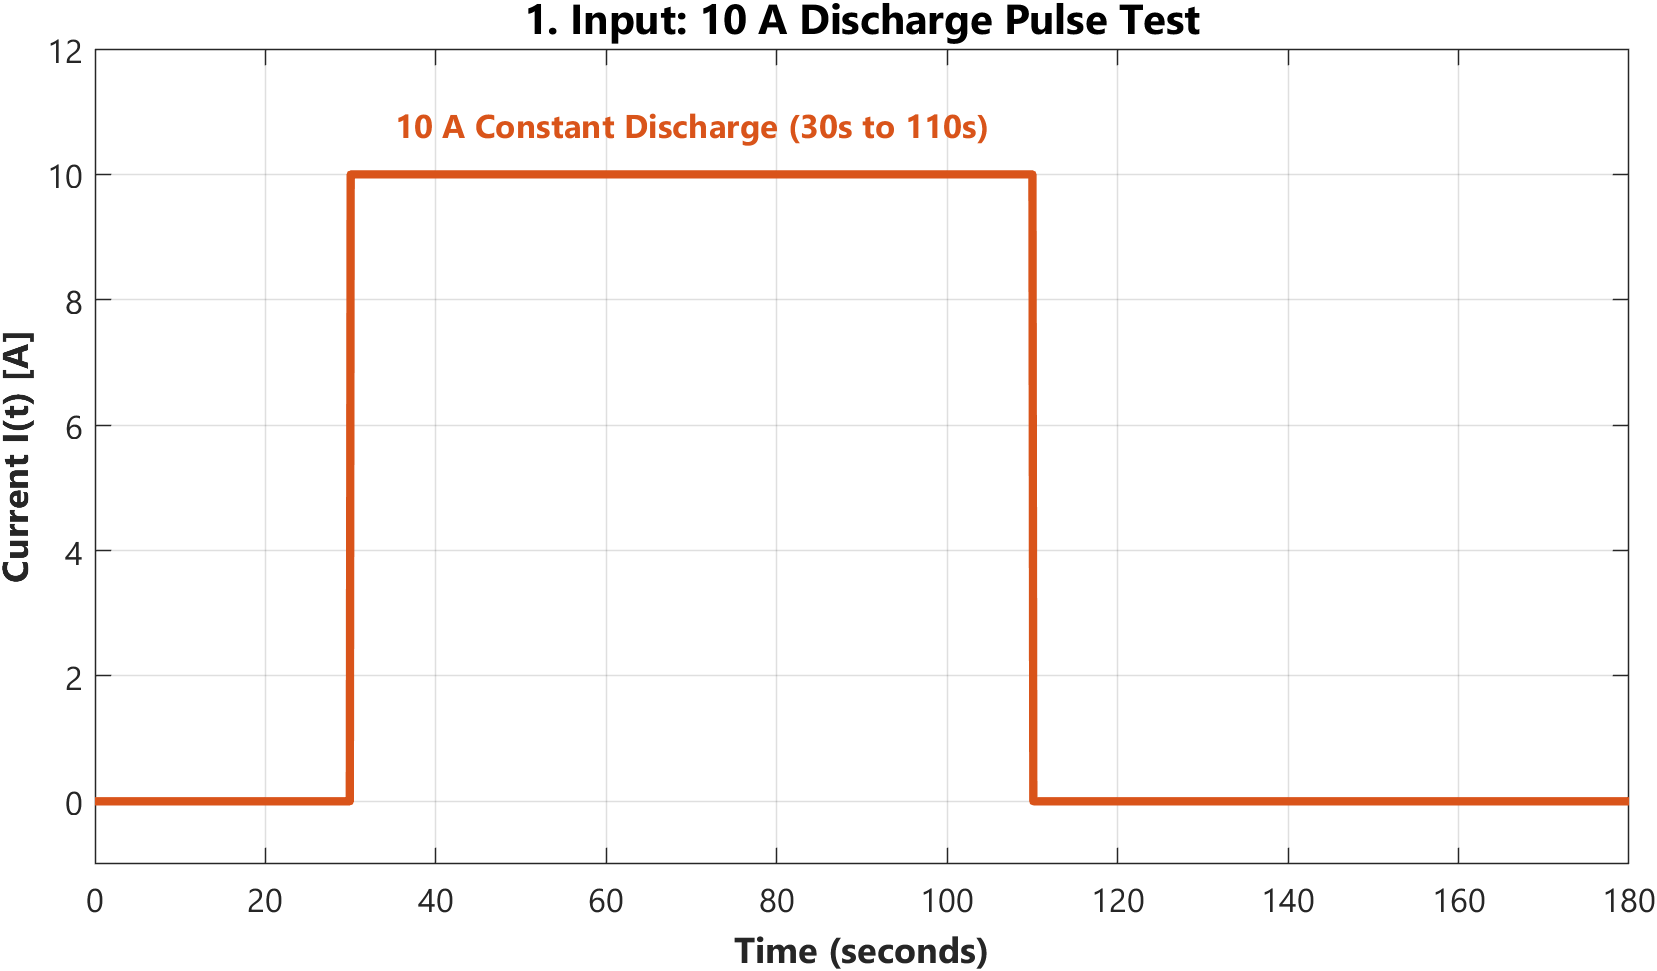 1. Input: 10 A Discharge Pulse Test
12
10 A Constant Discharge (30s to 110s)
10
8
6
4
2
0
Current I(t) [A]
0 20 40 60 80 100 120 140 160 180
Time (seconds)